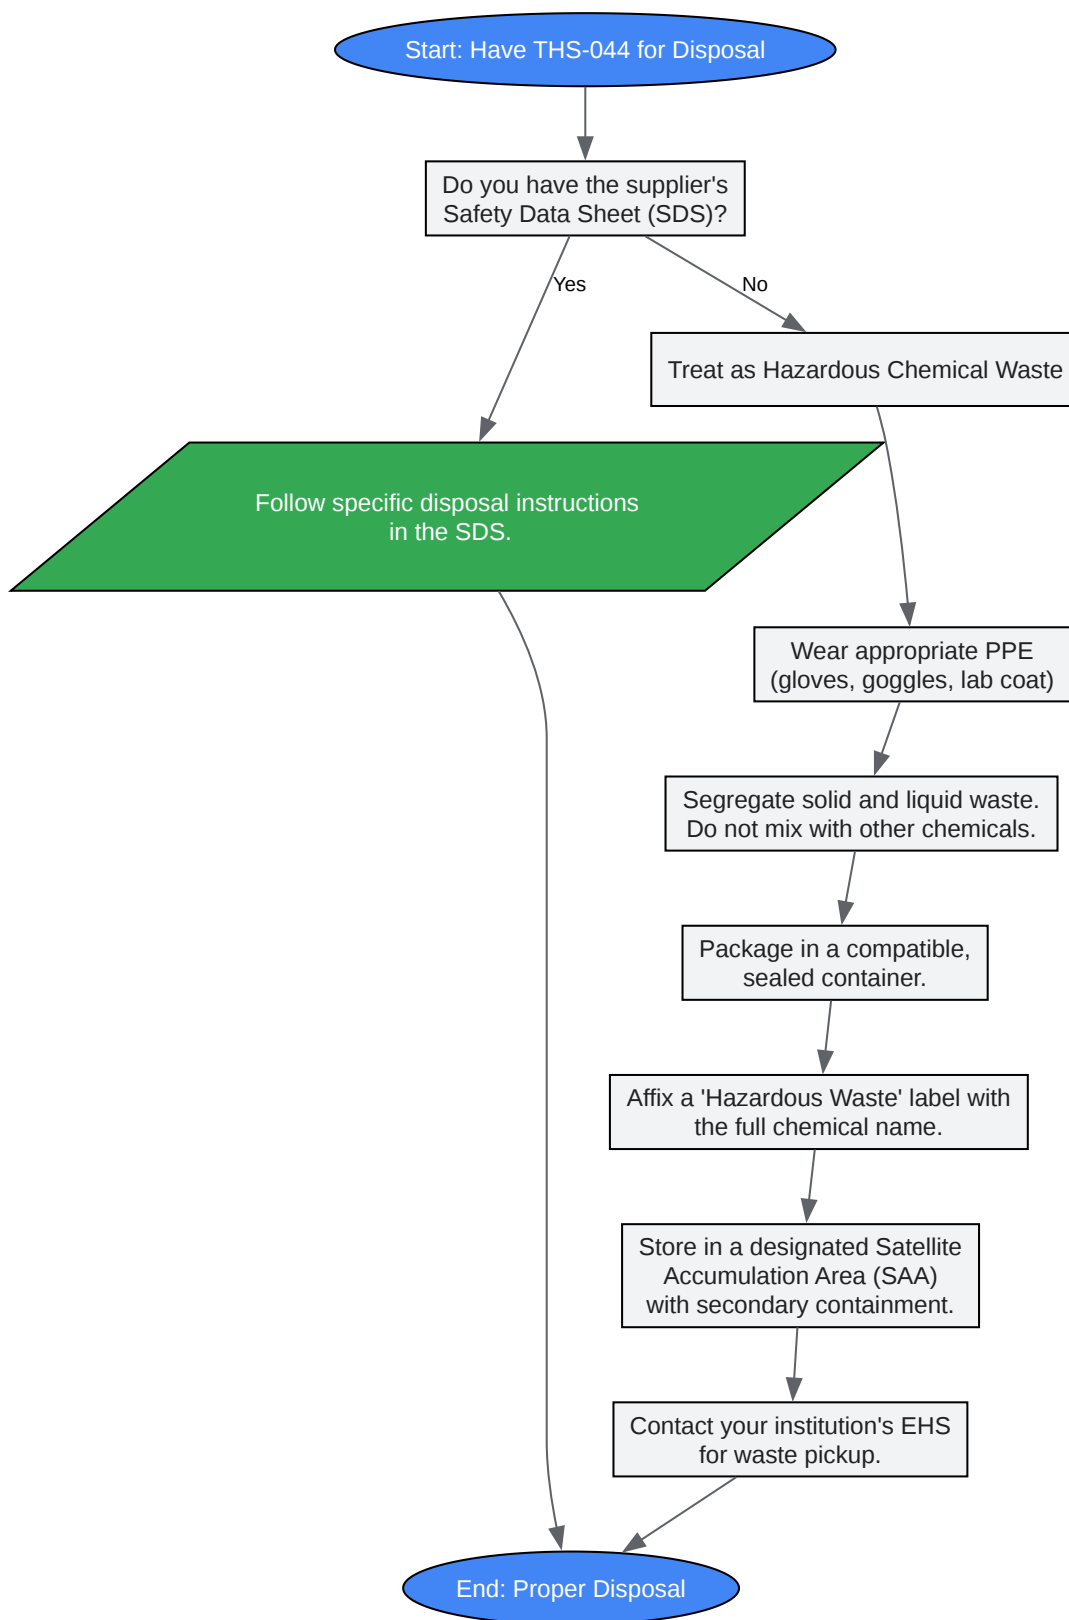 Start: Have THS-044 for Disposal
Do you have the supplier's
Safety Data Sheet (SDS)?
Yes
No
Treat as Hazardous Chemical Waste
Follow specific disposal instructions
in the SDS.
Wear appropriate PPE
(gloves, goggles, lab coat)
Segregate solid and liquid waste.
Do not mix with other chemicals.
Package in a compatible,
sealed container.
Affix a 'Hazardous Waste' label with
the full chemical name.
Store in a designated Satellite
Accumulation Area (SAA)
with secondary containment.
Contact your institution's EHS
for waste pickup.
End: Proper Disposal